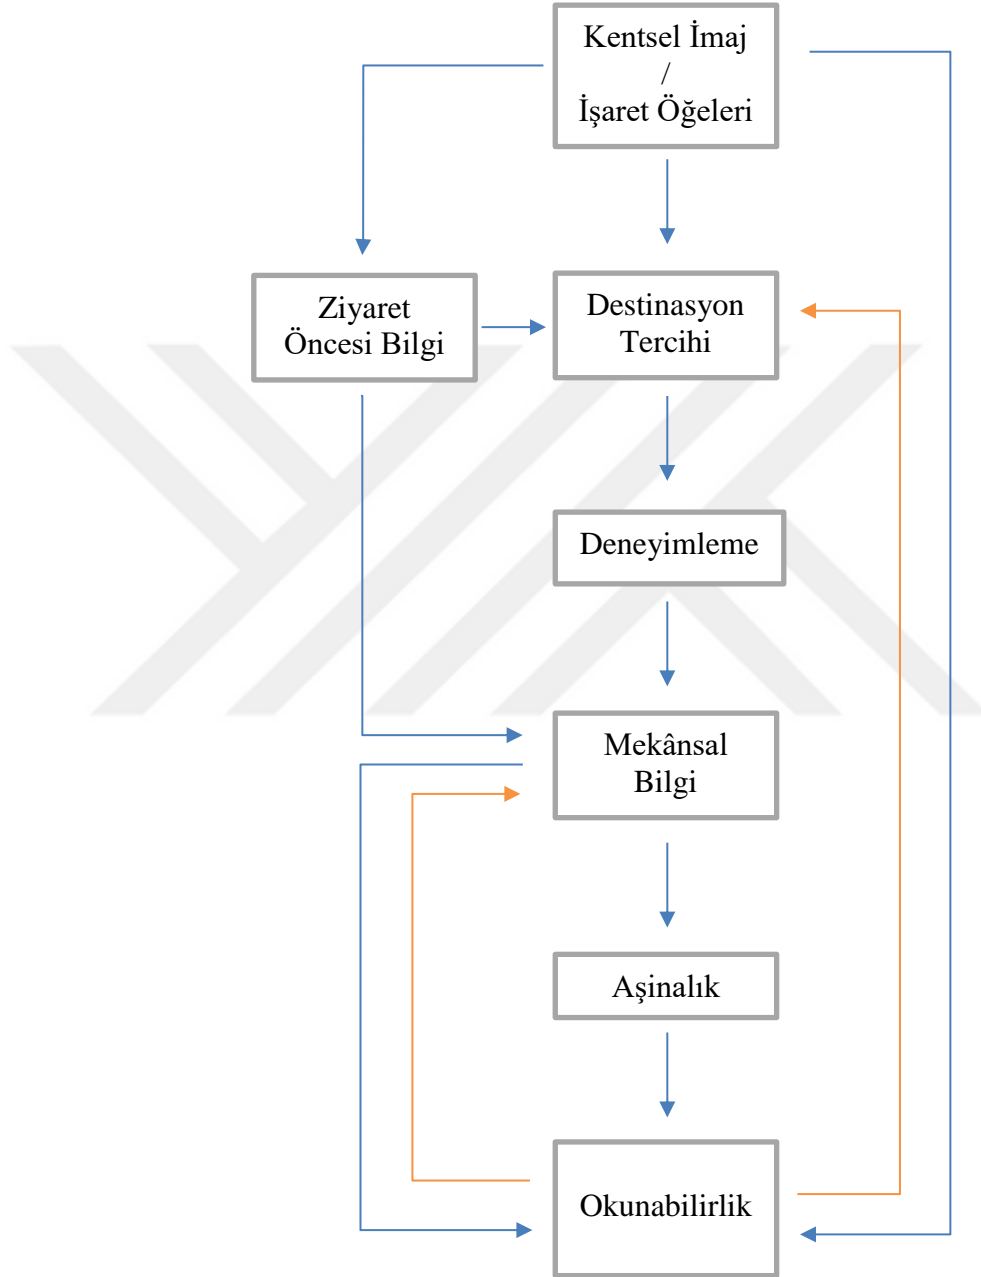 Kentsel İmaj
/
İşaret Öğeleri
Ziyaret
Öncesi Bilgi
Destinasyon
Tercihi
Deneyimleme
Mekânsal
Bilgi
Aşinalık
Okunabilirlik